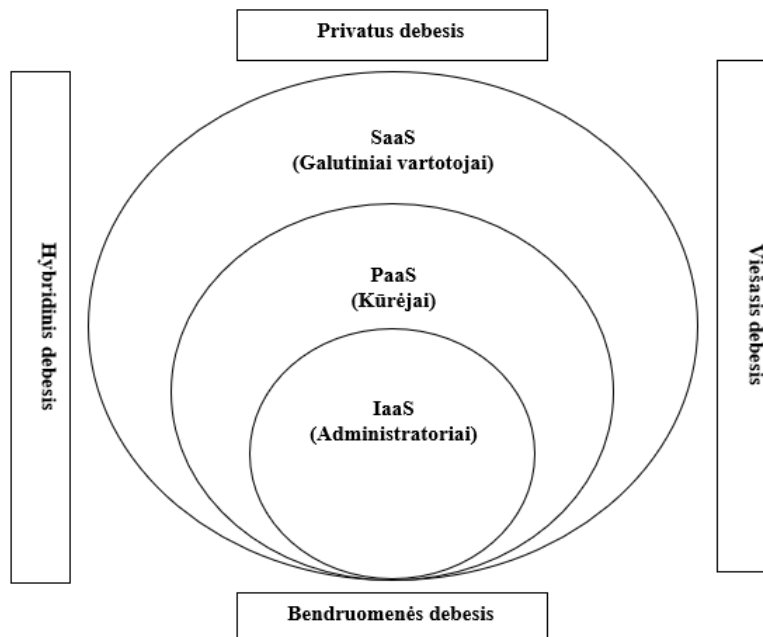 Privatus debesis
SaaS
(Galutiniai vartotojai)
Hybridinis debesis
Viešasis debesis
PaaS
(Kūrėjai)
IaaS
(Administratoriai)
Bendruomenės debesis